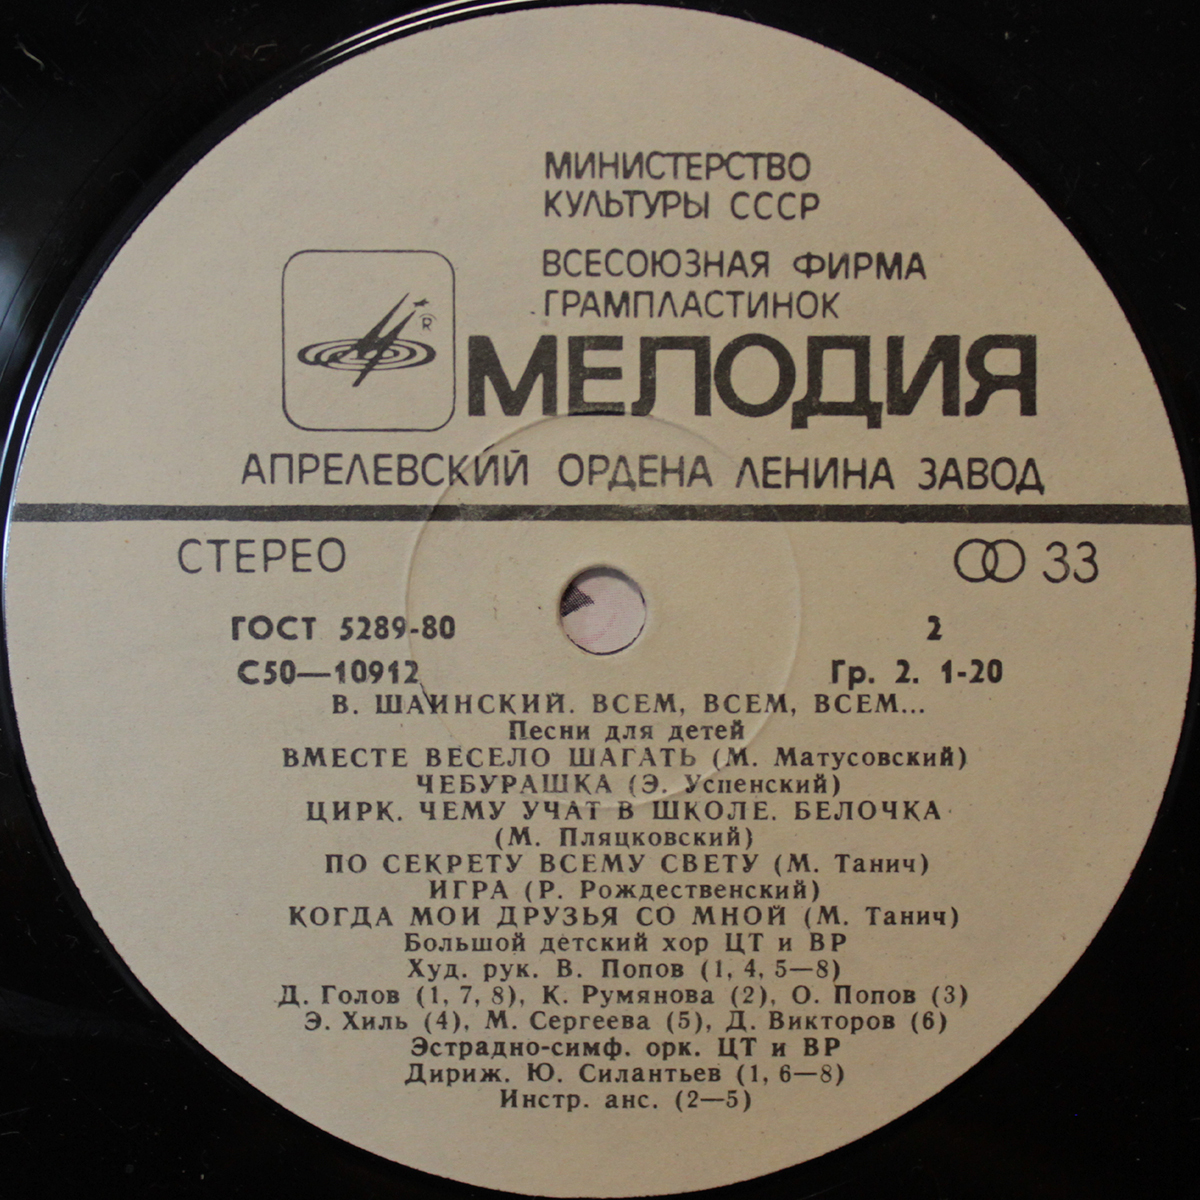 МИНИСТЕРСТВО
КУЛЬТУРЫ СССР
ВСЕСОЮЗНАЯ ФИРМА
ГРАМПЛАСТИНОК
R
МЕЛОДИЯ
АПРЕЛЕВСКИЙ ОРДЕНА ЛЕНИНА ЗАВОД
СТЕРЕО 33
ГОСТ 5289-80 2
С50—10912 Гр. 2. 1-20
В. ШАИНСКИЙ. ВСЕМ, ВСЕМ, ВСЕМ...
Песни для детей
ВМЕСТЕ ВЕСЕЛО ШАГАТЬ (М. Матусовский)
ЧЕБУРАШКА (Э. Успенский)
ЦИРК. ЧЕМУ УЧАТ В ШКОЛЕ. БЕЛОЧКА
(М. Пляцковский)
ПО СЕКРЕТУ ВСЕМУ СВЕТУ (М. Танич)
ИГРА (Р. Рождественский)
КОГДА МОИ ДРУЗЬЯ СО МНОЙ (М. Танич)
Большой детский хор ЦТ и ВР
Худ. рук. В. Попов (1, 4, 5—8)
Д. Голов (1, 7, 8), К. Румянова (2), О. Попов (3)
Э. Хиль (4), М. Сергеева (5), Д. Викторов (6)
Эстрадно-симф. орк. ЦТ и ВР
Дириж. Ю. Силантьев (1, 6—8)
Инстр. анс. (2—5)